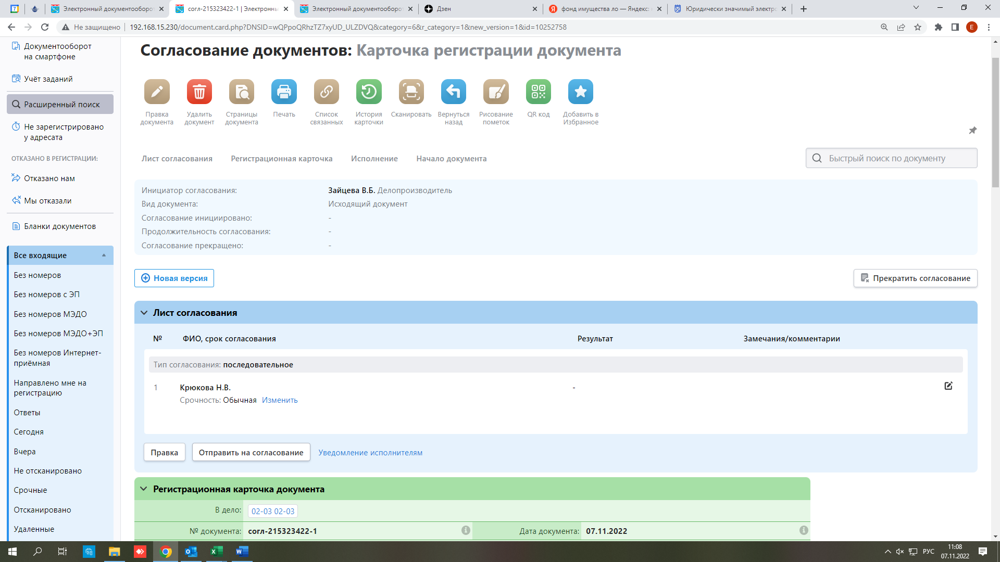 Электронный документооборот
согл-215323422-1 | Электронны
Электронный документооборот
Дзен
фонд имущества ло — Яндекс:
Юридически значимый электро
Не защищено
192.168.15.230/document.card.php?DNSID=wQPpoQRhzTZ7xyUD_ULZDVQ&category=6&r_category=1&new_version=1&id=10252758
E
Документооборот
на смартфоне
Учёт заданий
Расширенный поиск
Не зарегистрировано
у адресата
ОТКАЗАНО В РЕГИСТРАЦИИ:
Отказано нам
Мы отказали
Бланки документов
Все входящие
Без номеров
Без номеров с ЭП
Без номеров МЭДО
Без номеров МЭДО+ЭП
Без номеров Интернет-
приёмная
Направлено мне на
регистрацию
Ответы
Сегодня
Вчера
Не отсканировано
Срочные
Отсканировано
Удаленные
Согласование документов: Карточка регистрации документа
Правка
документа
Удалить
документ
Страницы
документа
Печать
Список
связанных
История
карточки
Сканировать
Вернуться
назад
Рисование
пометок
QR код
Добавить в
Избранное
Лист согласования
Регистрационная карточка
Исполнение
Начало документа
Быстрый поиск по документу
Инициатор согласования: Зайцева В.Б. Делопроизводитель
Вид документа: Исходящий документ
Согласование инициировано: -
Продолжительность согласования: -
Согласование прекращено: -
Новая версия
Прекратить согласование
Лист согласования
№ ФИО, срок согласования Результат Замечания/комментарии
Тип согласования: последовательное
1 Крюкова Н.В. -
Срочность: Обычная Изменить
Правка
Отправить на согласование
Уведомление исполнителям
Регистрационная карточка документа
В дело: 02-03 02-03
№ документа: согл-215323422-1 Дата документа: 07.11.2022
РУС
11:08
07.11.2022